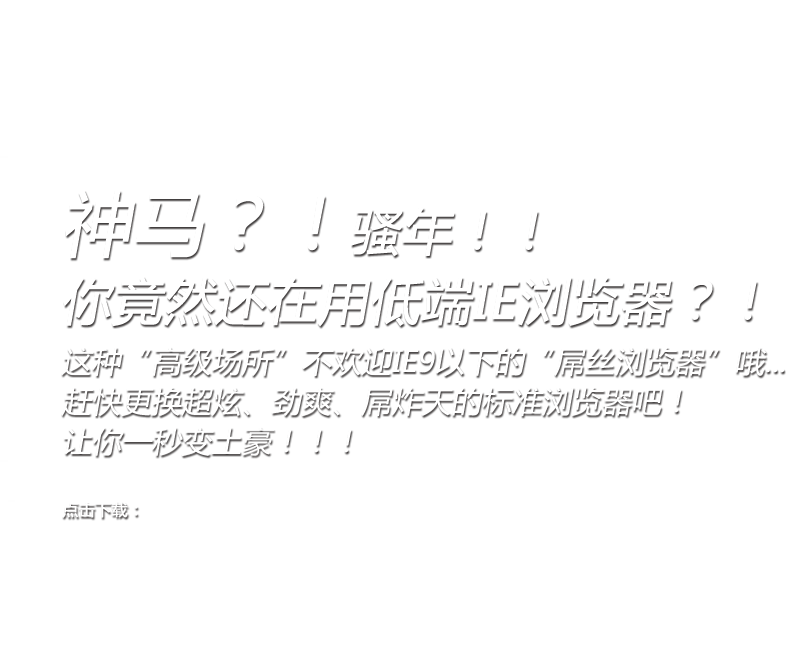 神马？！骚年！！
你竟然还在用低端IE浏览器？！
这种“高级场所”不欢迎IE9以下的“屌丝浏览器”哦...
赶快更换超炫、劲爽、屌炸天的标准浏览器吧！
让你一秒变土豪！！！
点击下载：